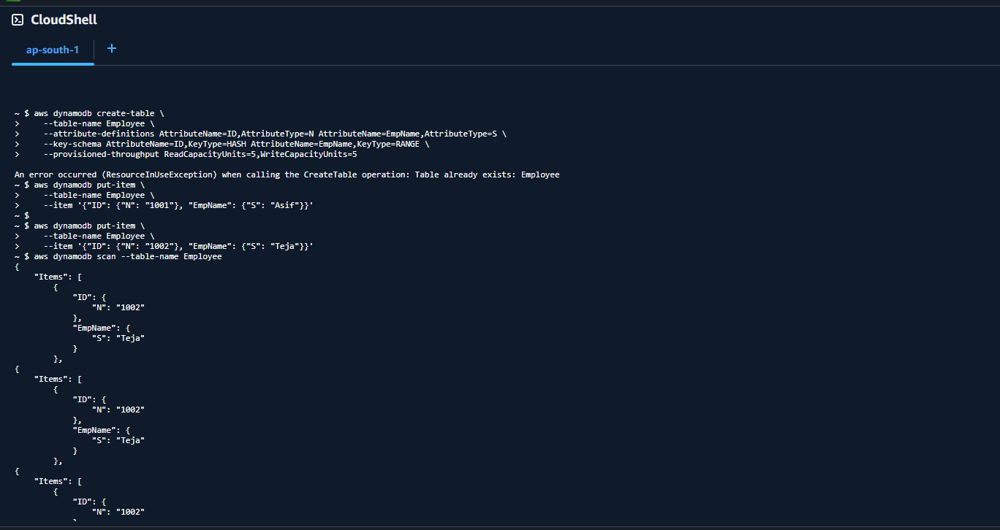 CloudShell
ap-south-1 +
~ $ aws dynamodb create-table \
>     --table-name Employee \
>     --attribute-definitions AttributeName=ID,AttributeType=N AttributeName=EmpName,AttributeType=S \
>     --key-schema AttributeName=ID,KeyType=HASH AttributeName=EmpName,KeyType=RANGE \
>     --provisioned-throughput ReadCapacityUnits=5,WriteCapacityUnits=5

An error occurred (ResourceInUseException) when calling the CreateTable operation: Table already exists: Employee
~ $ aws dynamodb put-item \
>     --table-name Employee \
>     --item '{"ID": {"N": "1001"}, "EmpName": {"S": "Asif"}}'
~ $
~ $ aws dynamodb put-item \
>     --table-name Employee \
>     --item '{"ID": {"N": "1002"}, "EmpName": {"S": "Teja"}}'
~ $ aws dynamodb scan --table-name Employee
{
    "Items": [
        {
            "ID": {
                "N": "1002"
            },
            "EmpName": {
                "S": "Teja"
            }
        },
{
    "Items": [
        {
            "ID": {
                "N": "1002"
            },
            "EmpName": {
                "S": "Teja"
            }
        },
{
    "Items": [
        {
            "ID": {
                "N": "1002"